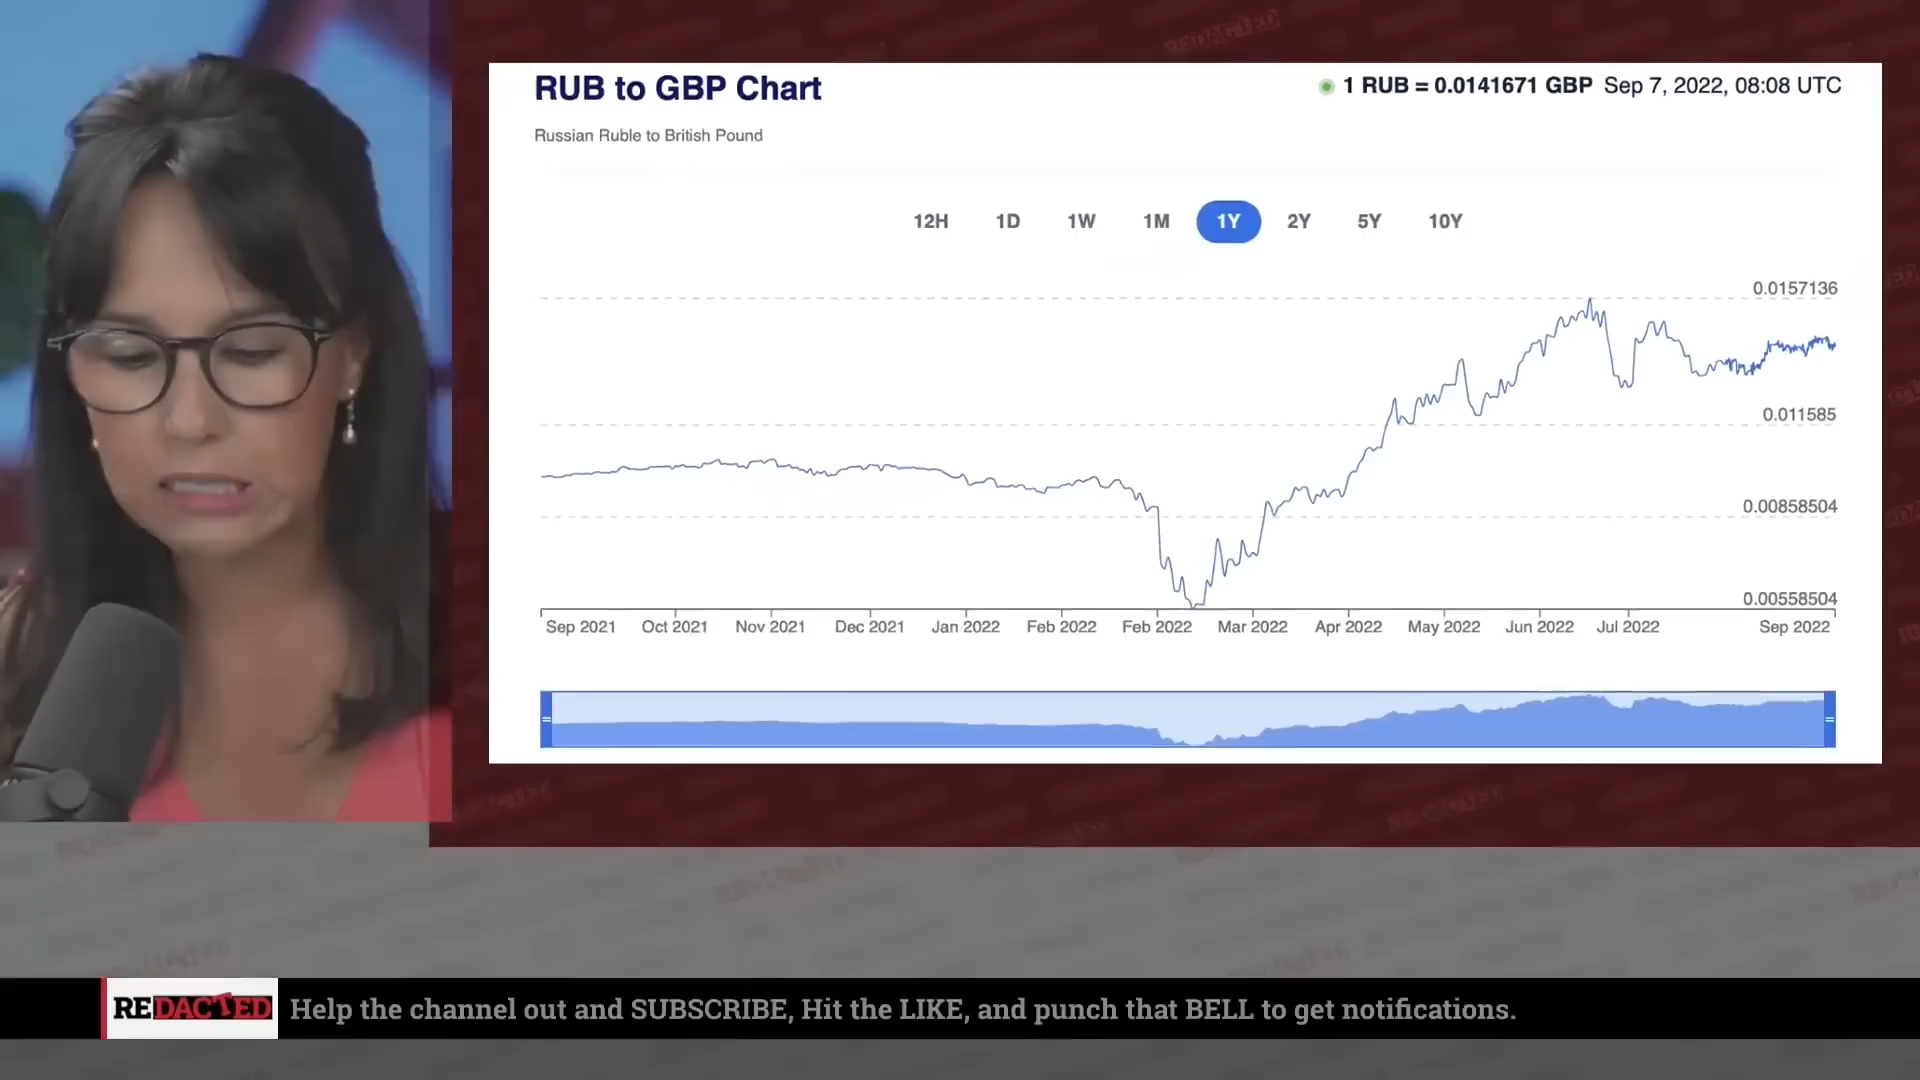 RUB to GBP Chart
1 RUB = 0.0141671 GBP Sep 7, 2022, 08:08 UTC
Russian Ruble to British Pound
12H 1D 1W 1M 1Y 2Y 5Y 10Y
0.0157136
0.011585
0.00858504
0.00558504
Sep 2021 Oct 2021 Nov 2021 Dec 2021 Jan 2022 Feb 2022 Feb 2022 Mar 2022 Apr 2022 May 2022 Jun 2022 Jul 2022 Sep 2022
REDACTED Help the channel out and SUBSCRIBE, Hit the LIKE, and punch that BELL to get notifications.